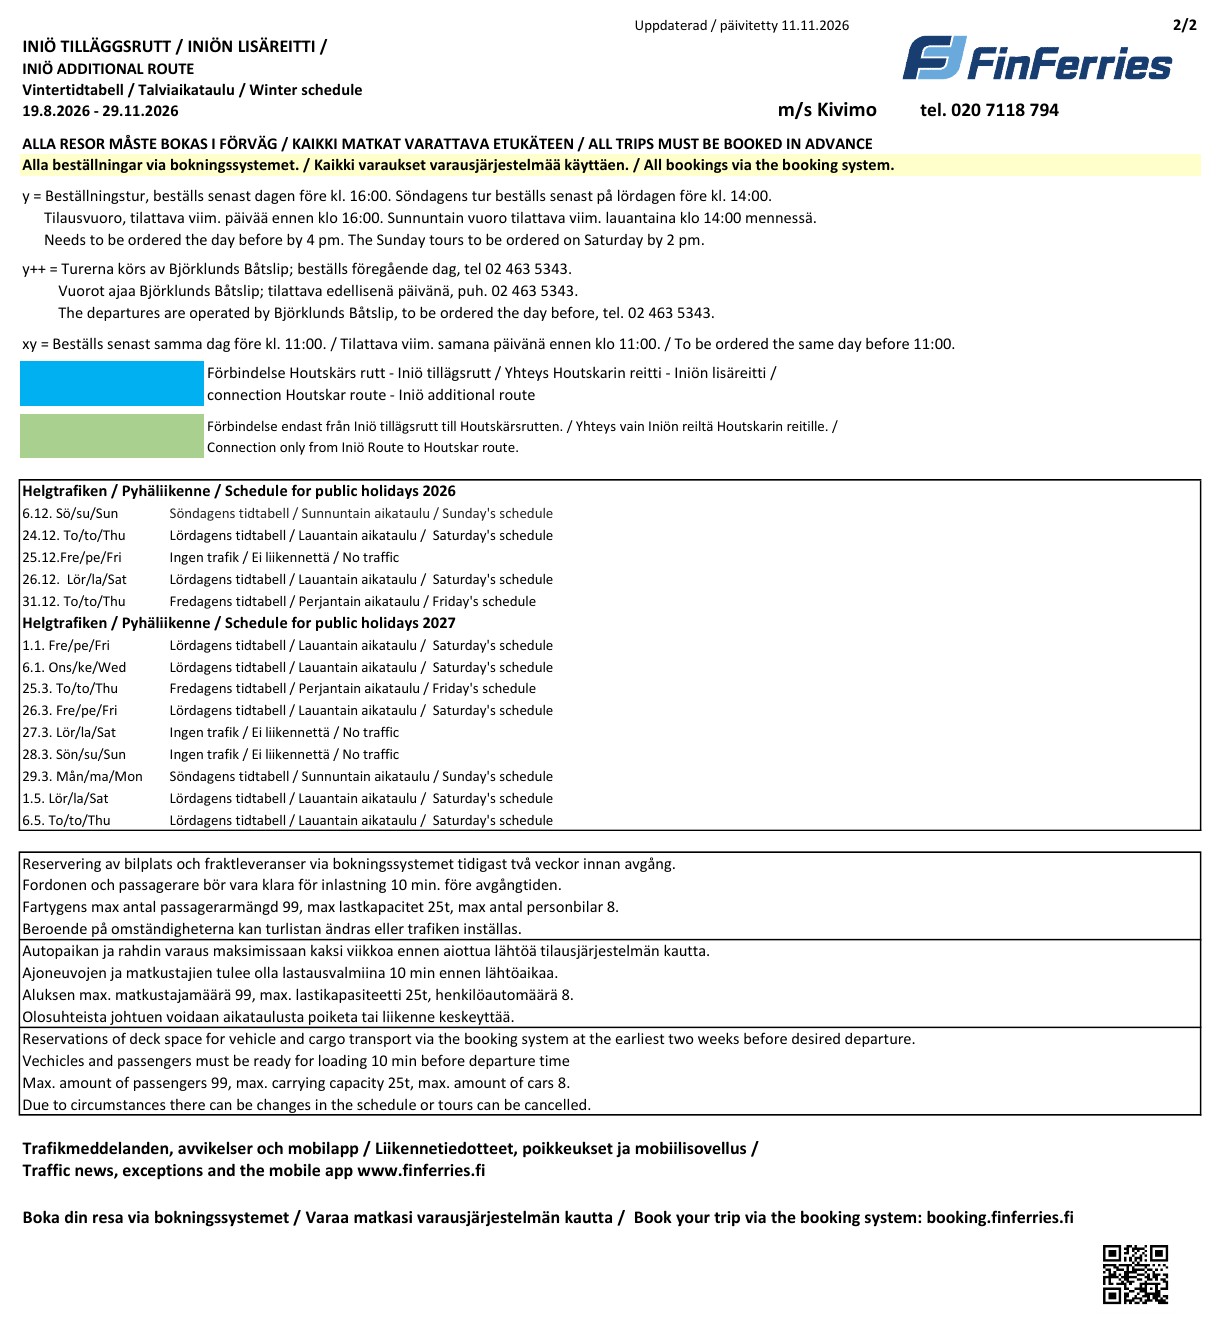 Uppdaterad / päivitetty 11.11.2026
2/2
INIÖ TILLÄGGSRUTT / INIÖN LISÄREITTI /
INIÖ ADDITIONAL ROUTE
Vintertidtabell / Talviaikataulu / Winter schedule
19.8.2026 - 29.11.2026
FinFerries
m/s Kivimo tel. 020 7118 794
ALLA RESOR MÅSTE BOKAS I FÖRVÄG / KAIKKI MATKAT VARATTAVA ETUKÄTEEN / ALL TRIPS MUST BE BOOKED IN ADVANCE
Alla beställningar via bokningssystemet. / Kaikki varaukset varausjärjestelmää käyttäen. / All bookings via the booking system.
y = Beställningstur, beställs senast dagen före kl. 16:00. Söndagens tur beställs senast på lördagen före kl. 14:00.
Tilausvuoro, tilattava viim. päivää ennen klo 16:00. Sunnuntain vuoro tilattava viim. lauantaina klo 14:00 mennessä.
Needs to be ordered the day before by 4 pm. The Sunday tours to be ordered on Saturday by 2 pm.
y++ = Turerna körs av Björklunds Båtslip; beställs föregående dag, tel 02 463 5343.
Vuorot ajaa Björklunds Båtslip; tilattava edellisenä päivänä, puh. 02 463 5343.
The departures are operated by Björklunds Båtslip, to be ordered the day before, tel. 02 463 5343.
xy = Beställs senast samma dag före kl. 11:00. / Tilattava viim. samana päivänä ennen klo 11:00. / To be ordered the same day before 11:00.
Förbindelse Houtskärs rutt - Iniö tillägsrutt / Yhteys Houtskarin reitti - Iniön lisäreitti /
connection Houtskar route - Iniö additional route
Förbindelse endast från Iniö tillägsrutt till Houtskärsrutten. / Yhteys vain Iniön reiltä Houtskarin reitille. /
Connection only from Iniö Route to Houtskar route.
Helgtrafiken / Pyhäliikenne / Schedule for public holidays 2026
6.12. Sö/su/Sun Söndagens tidtabell / Sunnuntain aikataulu / Sunday's schedule
24.12. To/to/Thu Lördagens tidtabell / Lauantain aikataulu / Saturday's schedule
25.12.Fre/pe/Fri Ingen trafik / Ei liikennettä / No traffic
26.12. Lör/la/Sat Lördagens tidtabell / Lauantain aikataulu / Saturday's schedule
31.12. To/to/Thu Fredagens tidtabell / Perjantain aikataulu / Friday's schedule
Helgtrafiken / Pyhäliikenne / Schedule for public holidays 2027
1.1. Fre/pe/Fri Lördagens tidtabell / Lauantain aikataulu / Saturday's schedule
6.1. Ons/ke/Wed Lördagens tidtabell / Lauantain aikataulu / Saturday's schedule
25.3. To/to/Thu Fredagens tidtabell / Perjantain aikataulu / Friday's schedule
26.3. Fre/pe/Fri Lördagens tidtabell / Lauantain aikataulu / Saturday's schedule
27.3. Lör/la/Sat Ingen trafik / Ei liikennettä / No traffic
28.3. Sön/su/Sun Ingen trafik / Ei liikennettä / No traffic
29.3. Mån/ma/Mon Söndagens tidtabell / Sunnuntain aikataulu / Sunday's schedule
1.5. Lör/la/Sat Lördagens tidtabell / Lauantain aikataulu / Saturday's schedule
6.5. To/to/Thu Lördagens tidtabell / Lauantain aikataulu / Saturday's schedule
Reservering av bilplats och fraktleveranser via bokningssystemet tidigast två veckor innan avgång.
Fordonen och passagerare bör vara klara för inlastning 10 min. före avgångtiden.
Fartygens max antal passagerarmängd 99, max lastkapacitet 25t, max antal personbilar 8.
Beroende på omständigheterna kan turlistan ändras eller trafiken inställas.
Autopaikan ja rahdin varaus maksimissaan kaksi viikkoa ennen aiottua lähtöä tilausjärjestelmän kautta.
Ajoneuvojen ja matkustajien tulee olla lastausvalmiina 10 min ennen lähtöaikaa.
Aluksen max. matkustajamäärä 99, max. lastikapasiteetti 25t, henkilöautomäärä 8.
Olosuhteista johtuen voidaan aikataulusta poiketa tai liikenne keskeyttää.
Reservations of deck space for vehicle and cargo transport via the booking system at the earliest two weeks before desired departure.
Vechicles and passengers must be ready for loading 10 min before departure time
Max. amount of passengers 99, max. carrying capacity 25t, max. amount of cars 8.
Due to circumstances there can be changes in the schedule or tours can be cancelled.
Trafikmeddelanden, avvikelser och mobilapp / Liikennetiedotteet, poikkeukset ja mobiilisovellus /
Traffic news, exceptions and the mobile app www.finferries.fi
Boka din resa via bokningssystemet / Varaa matkasi varausjärjestelmän kautta / Book your trip via the booking system: booking.finferries.fi